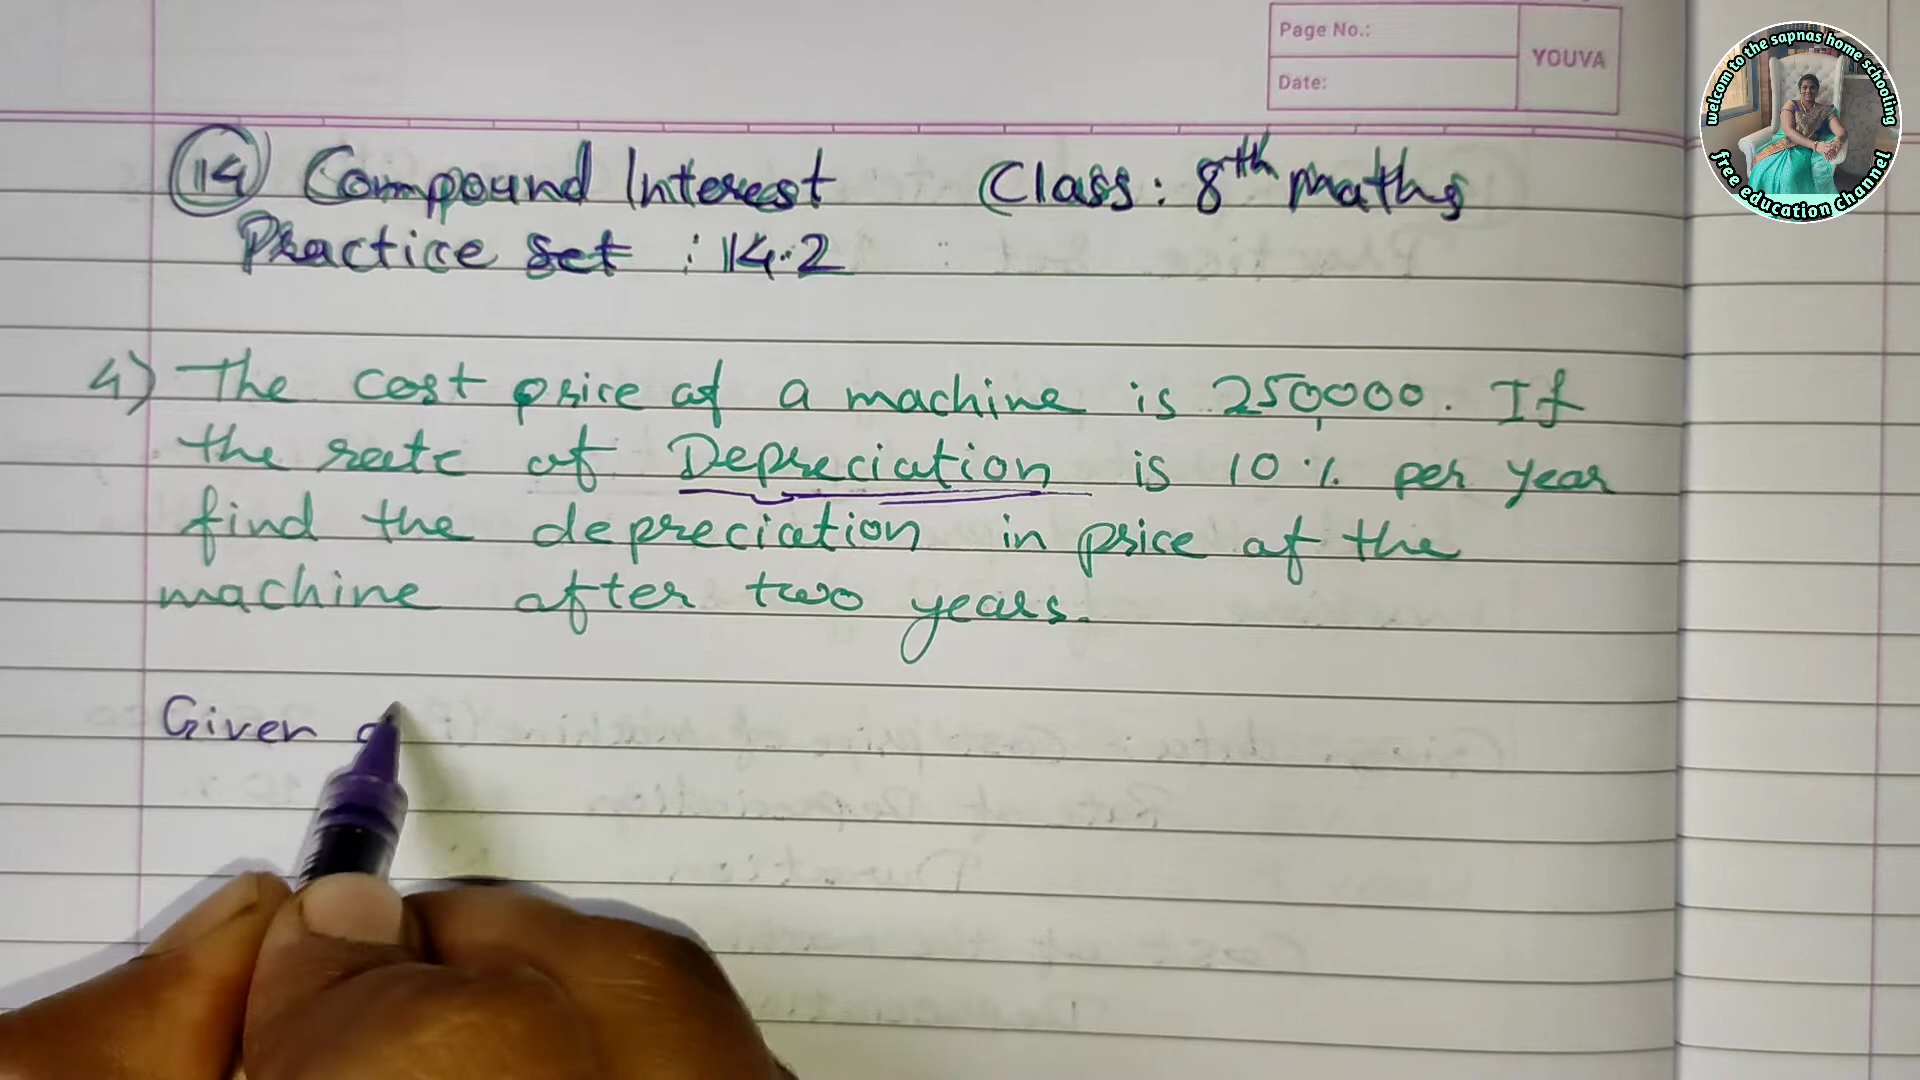 Page No.:
YOUVA
Date:
welcom to the sapnas home schooling
free education channel
14 Compound Interest Class: 8th maths
Practice Set : 14.2
4) The cost price of a machine is 250,000. If
the rate of Depreciation is 10% per year
find the depreciation in price of the
machine after two years.
Given